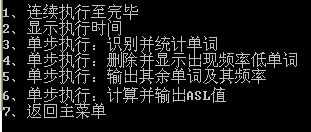 1、连续执行至完毕
2、显示执行时间
3、单步执行：识别并统计单词
4、单步执行：删除并显示出现频率低单词
5、单步执行：输出其余单词及其频率
6、单步执行：计算并输出ASL值
7、返回主菜单